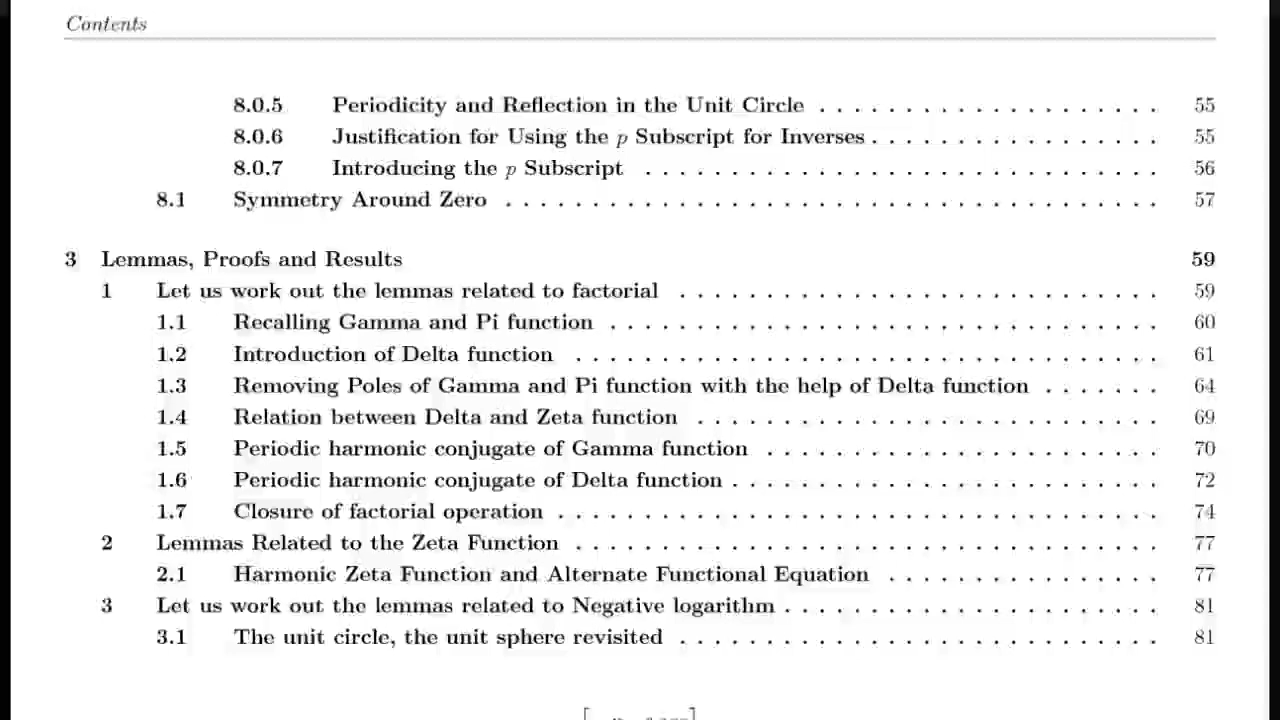 Contents
8.0.5 Periodicity and Reflection in the Unit Circle . . . . . . . . . . . . . . . . . . . . 55
8.0.6 Justification for Using the p Subscript for Inverses . . . . . . . . . . . . . . . . . 55
8.0.7 Introducing the p Subscript . . . . . . . . . . . . . . . . . . . . . . . . . . . . . . 56
8.1 Symmetry Around Zero . . . . . . . . . . . . . . . . . . . . . . . . . . . . . . . . . . . . . . 57
3 Lemmas, Proofs and Results 59
1 Let us work out the lemmas related to factorial . . . . . . . . . . . . . . . . . . . . . . . . . . . . 59
1.1 Recalling Gamma and Pi function . . . . . . . . . . . . . . . . . . . . . . . . . . . . . . . . 60
1.2 Introduction of Delta function . . . . . . . . . . . . . . . . . . . . . . . . . . . . . . . . . . 61
1.3 Removing Poles of Gamma and Pi function with the help of Delta function . . . . . . . 64
1.4 Relation between Delta and Zeta function . . . . . . . . . . . . . . . . . . . . . . . . . . . 69
1.5 Periodic harmonic conjugate of Gamma function . . . . . . . . . . . . . . . . . . . . . . . 70
1.6 Periodic harmonic conjugate of Delta function . . . . . . . . . . . . . . . . . . . . . . . . . 72
1.7 Closure of factorial operation . . . . . . . . . . . . . . . . . . . . . . . . . . . . . . . . . . . 74
2 Lemmas Related to the Zeta Function . . . . . . . . . . . . . . . . . . . . . . . . . . . . . . . . . . 77
2.1 Harmonic Zeta Function and Alternate Functional Equation . . . . . . . . . . . . . . . . 77
3 Let us work out the lemmas related to Negative logarithm . . . . . . . . . . . . . . . . . . . . . . 81
3.1 The unit circle, the unit sphere revisited . . . . . . . . . . . . . . . . . . . . . . . . . . . . 81